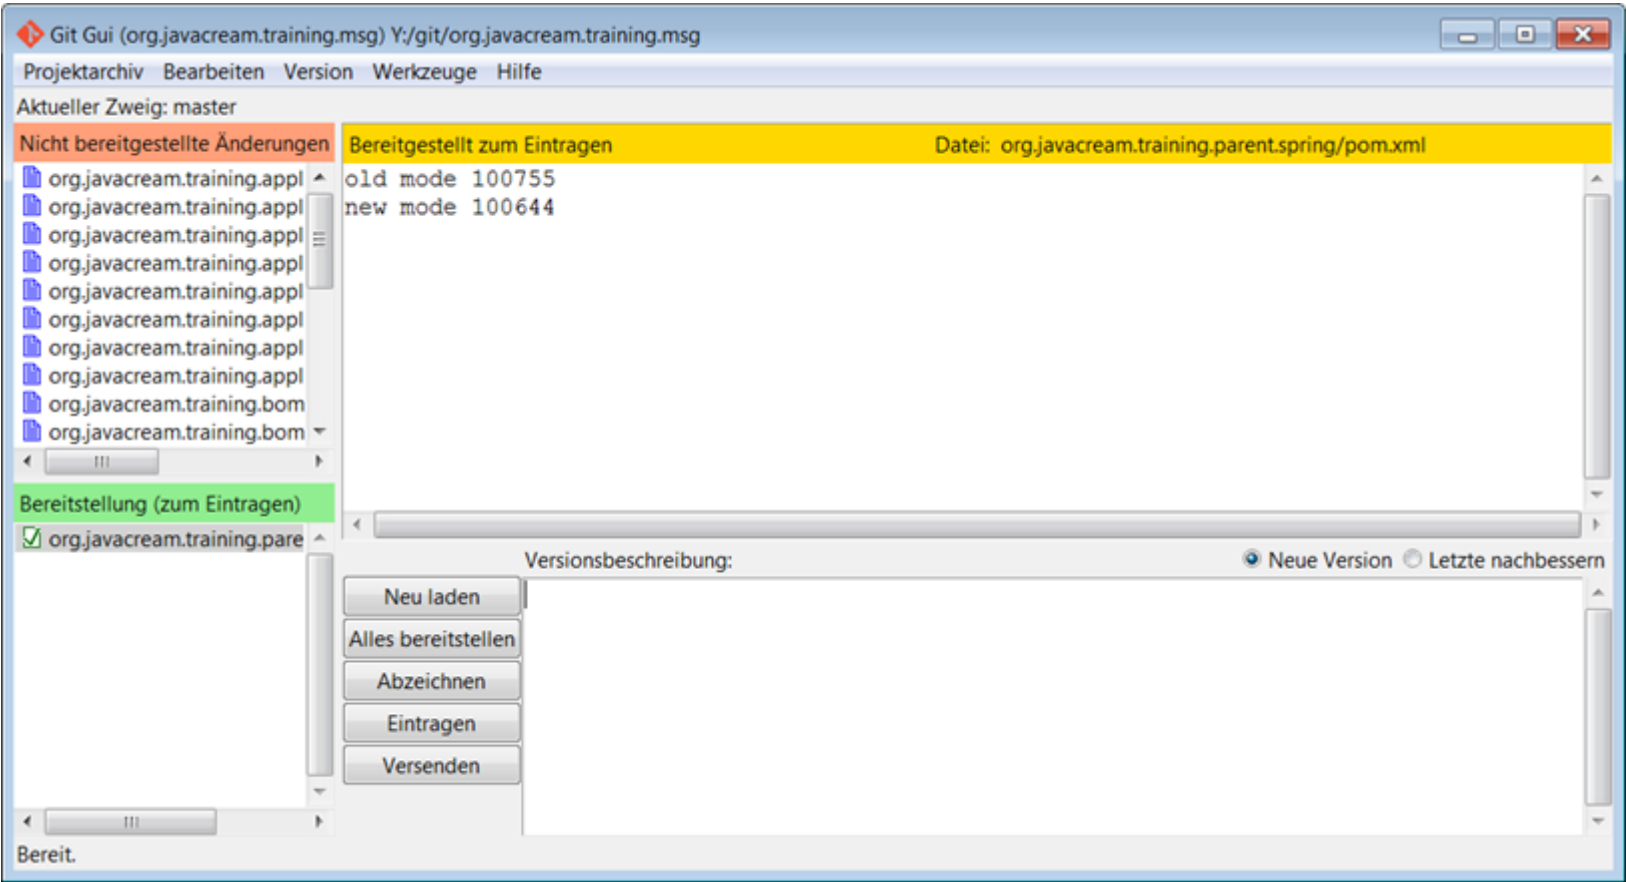 Git Gui (org.javacream.training.msg) Y:/git/org.javacream.training.msg
Projektarchiv Bearbeiten Version Werkzeuge Hilfe
Aktueller Zweig: master
Nicht bereitgestellte Änderungen
org.javacream.training.appl
org.javacream.training.appl
org.javacream.training.appl
org.javacream.training.appl
org.javacream.training.appl
org.javacream.training.appl
org.javacream.training.appl
org.javacream.training.appl
org.javacream.training.bom
org.javacream.training.bom
Bereitstellung (zum Eintragen)
org.javacream.training.pare
Bereitgestellt zum Eintragen Datei: org.javacream.training.parent.spring/pom.xml
old mode 100755
new mode 100644
Versionsbeschreibung: Neue Version Letzte nachbessern
Neu laden
Alles bereitstellen
Abzeichnen
Eintragen
Versenden
Bereit.